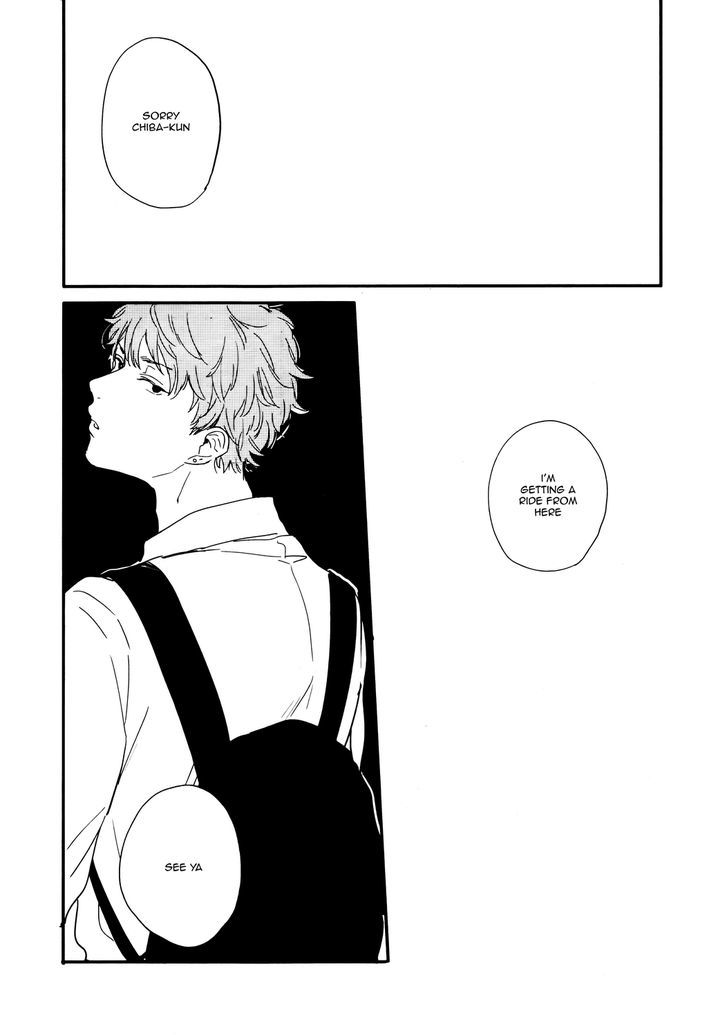 SORRY
CHIBA-KUN
I'M
GETTING A
RIDE FROM
HERE
SEE YA